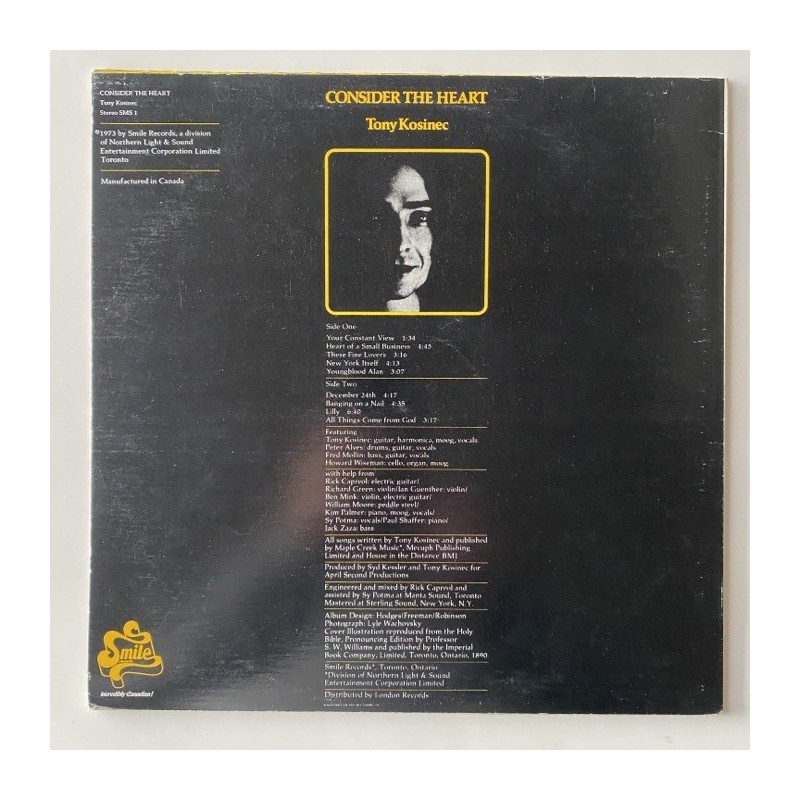 CONSIDER THE HEART
Tony Kosinec
Stereo SMS 1
℗1973 by Smile Records, a division
of Northern Light & Sound
Entertainment Corporation Limited
Toronto
Manufactured in Canada
CONSIDER THE HEART
Tony Kosinec
Side One
Your Constant View 1:34
Heart of a Small Business 4:45
These Fine Lovers 3:16
New York Itself 4:13
Youngblood Alan 3:07
Side Two
December 24th 4:17
Banging on a Nail 4:35
Lilly 6:40
All Things Come from God 3:17
Featuring
Tony Kosinec: guitar, harmonica, moog, vocals
Peter Alves: drums, guitar, vocals
Fred Mollin: bass, guitar, vocals
Howard Wiseman: cello, organ, moog
with help from
Rick Capreol: electric guitar/
Richard Green: violin/Ian Guenther: violin/
Ben Mink: violin, electric guitar/
William Moore: peddle steel/
Kim Palmer: piano, moog, vocals/
Sy Potma: vocals/Paul Shaffer: piano/
Jack Zaza: bass
All songs written by Tony Kosinec and published
by Maple Creek Music*, Mecuph Publishing
Limited and House in the Distance BMI
Produced by Syd Kessler and Tony Kosinec for
April Second Productions
Engineered and mixed by Rick Capreol and
assisted by Sy Potma at Manta Sound, Toronto
Mastered at Sterling Sound, New York, N.Y.
Album Design: Hodges/Freeman/Robinson
Photograph: Lyle Wachovsky
Cover Illustration reproduced from the Holy
Bible, Pronouncing Edition by Professor
S. W. Williams and published by the Imperial
Book Company, Limited, Toronto, Ontario, 1890
Smile Records*, Toronto, Ontario
*Division of Northern Light & Sound
Entertainment Corporation Limited
Distributed by London Records
Smile
Incredibly Canadian!